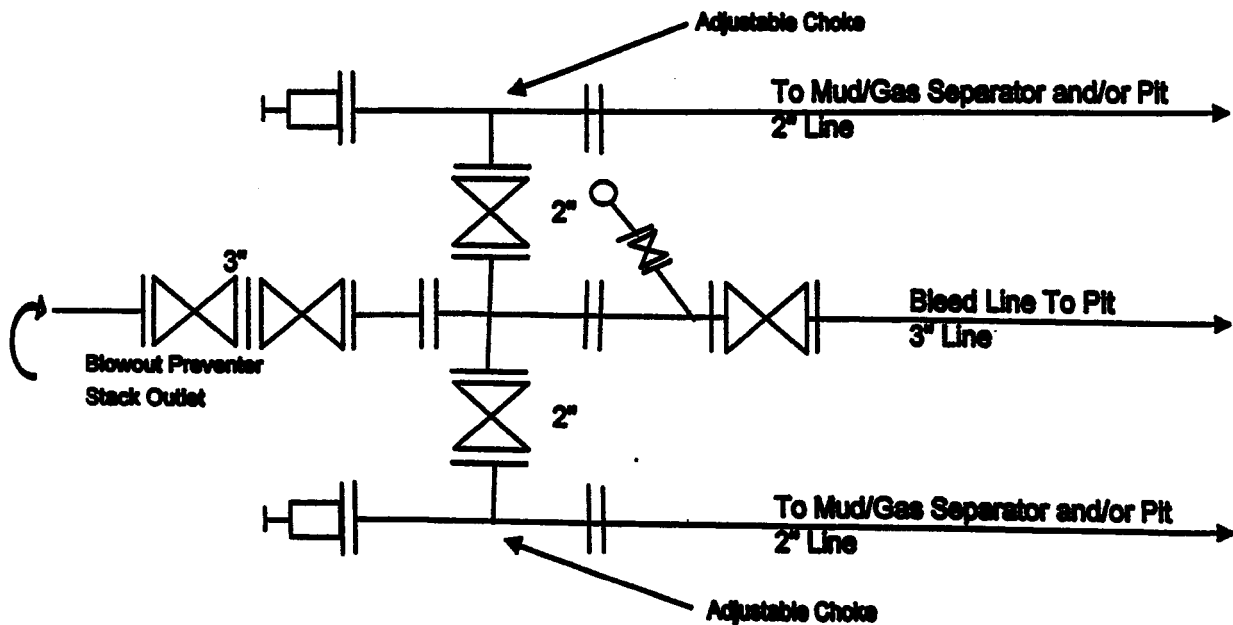 Adjustable Choke
To Mud/Gas Separator and/or Pit
2" Line
2"
3"
Bleed Line To Pit
3" Line
Blowout Preventer
Stack Outlet
2"
To Mud/Gas Separator and/or Pit
2" Line
Adjustable Choke